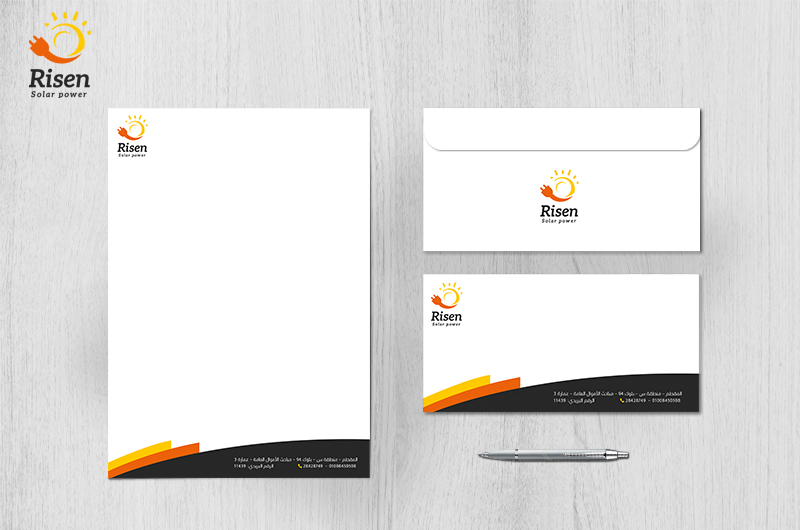 Risen
Solar power
Risen
Solar power
المقطم - منطقة س - بلوك 94 - مباحث الأموال العامة - عمارة 3
الرقم البريدي: 11439 28428749 - 01008450508
Risen
Solar power
Risen
Solar power
المقطم - منطقة س - بلوك 94 - مباحث الأموال العامة - عمارة 3
الرقم البريدي: 11439 28428749 - 01008450508